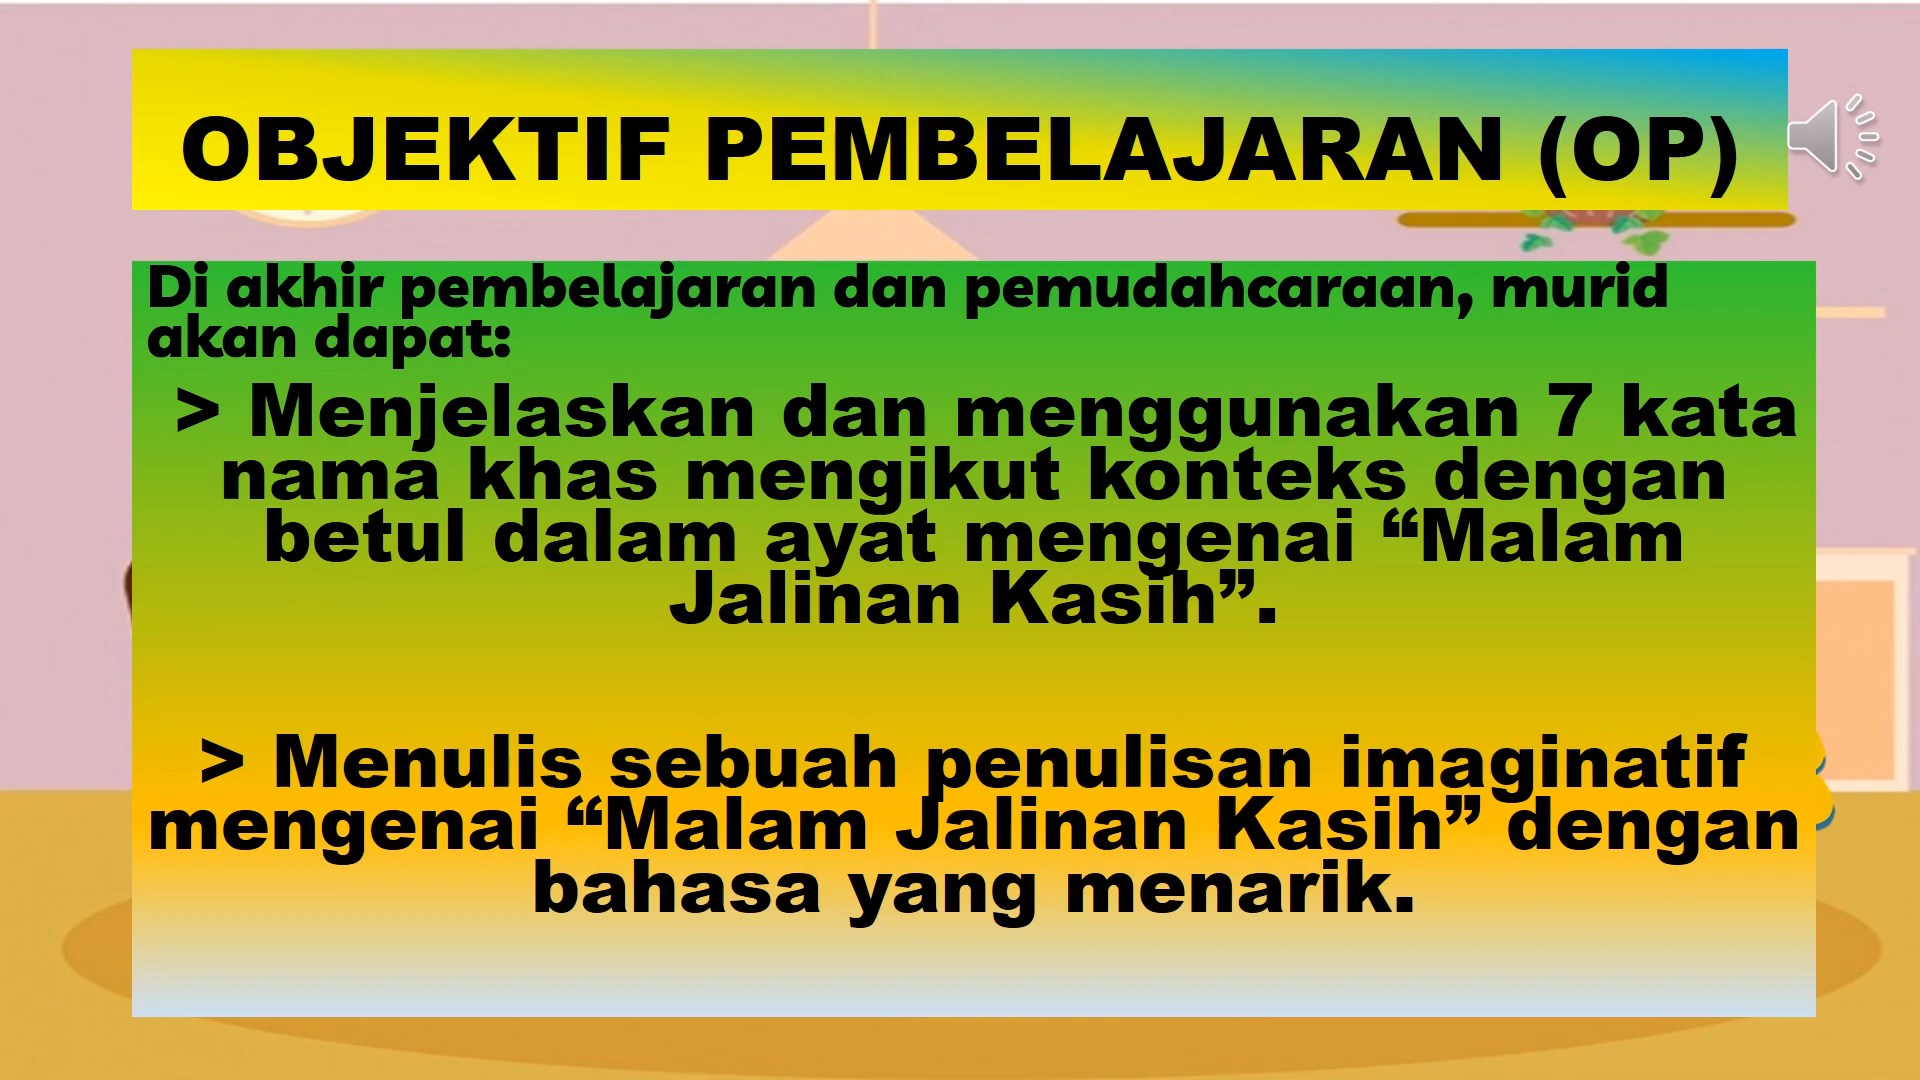 OBJEKTIF PEMBELAJARAN (OP)
Di akhir pembelajaran dan pemudahcaraan, murid
akan dapat:
> Menjelaskan dan menggunakan 7 kata
nama khas mengikut konteks dengan
betul dalam ayat mengenai “Malam
Jalinan Kasih”.
> Menulis sebuah penulisan imaginatif
mengenai “Malam Jalinan Kasih” dengan
bahasa yang menarik.